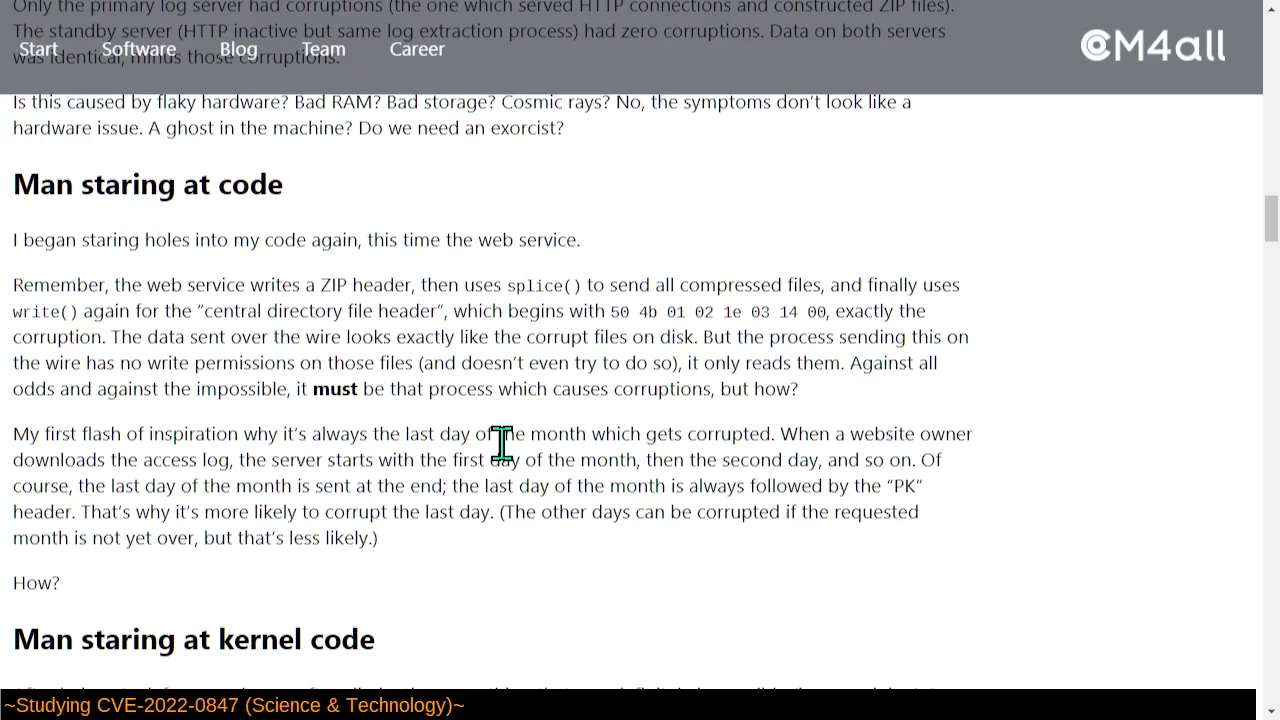 Only the primary log server had corruptions (the one which served HTTP connections and constructed ZIP files).
The standby server (HTTP inactive but same log extraction process) had zero corruptions. Data on both servers
Start Software Blog Team Career CM4all
was identical, minus those corruptions.
Is this caused by flaky hardware? Bad RAM? Bad storage? Cosmic rays? No, the symptoms don’t look like a
hardware issue. A ghost in the machine? Do we need an exorcist?
Man staring at code
I began staring holes into my code again, this time the web service.
Remember, the web service writes a ZIP header, then uses splice() to send all compressed files, and finally uses
write() again for the “central directory file header”, which begins with 50 4b 01 02 1e 03 14 00, exactly the
corruption. The data sent over the wire looks exactly like the corrupt files on disk. But the process sending this on
the wire has no write permissions on those files (and doesn’t even try to do so), it only reads them. Against all
odds and against the impossible, it must be that process which causes corruptions, but how?
My first flash of inspiration why it’s always the last day of the month which gets corrupted. When a website owner
downloads the access log, the server starts with the first day of the month, then the second day, and so on. Of
course, the last day of the month is sent at the end; the last day of the month is always followed by the “PK”
header. That’s why it’s more likely to corrupt the last day. (The other days can be corrupted if the requested
month is not yet over, but that’s less likely.)
How?
Man staring at kernel code
~Studying CVE-2022-0847 (Science & Technology)~